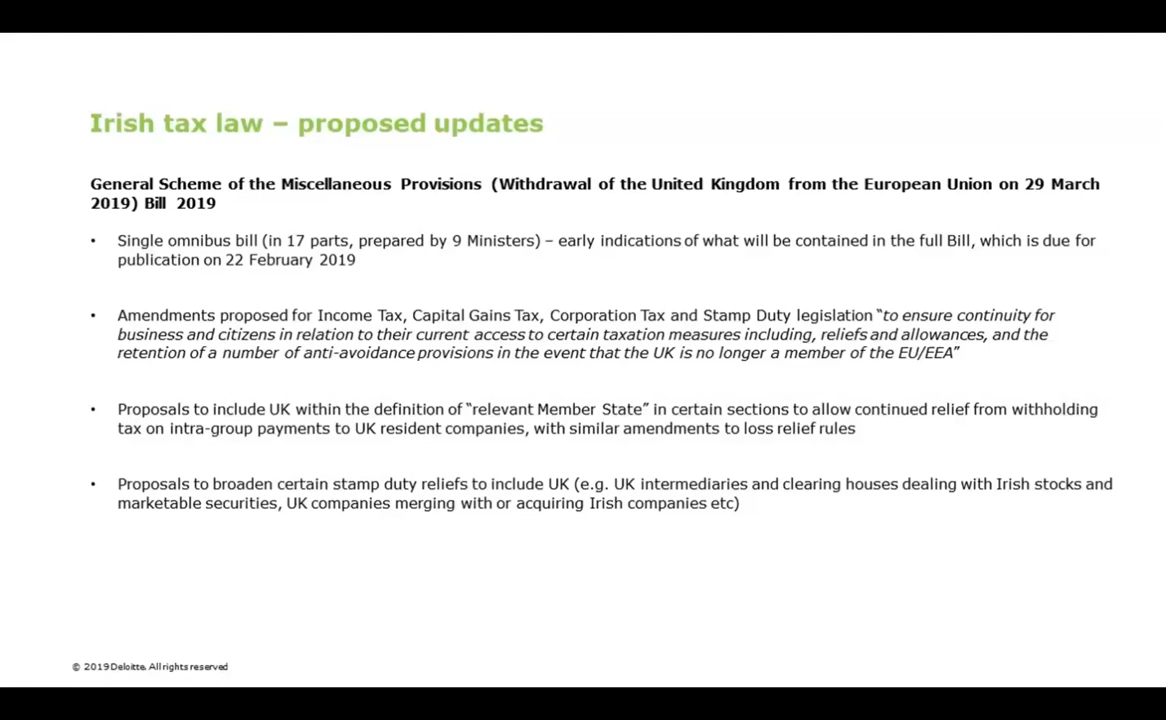 Irish tax law – proposed updates
General Scheme of the Miscellaneous Provisions (Withdrawal of the United Kingdom from the European Union on 29 March
2019) Bill 2019
• Single omnibus bill (in 17 parts, prepared by 9 Ministers) – early indications of what will be contained in the full Bill, which is due for
publication on 22 February 2019
• Amendments proposed for Income Tax, Capital Gains Tax, Corporation Tax and Stamp Duty legislation “to ensure continuity for
business and citizens in relation to their current access to certain taxation measures including, reliefs and allowances, and the
retention of a number of anti-avoidance provisions in the event that the UK is no longer a member of the EU/EEA”
• Proposals to include UK within the definition of “relevant Member State” in certain sections to allow continued relief from withholding
tax on intra-group payments to UK resident companies, with similar amendments to loss relief rules
• Proposals to broaden certain stamp duty reliefs to include UK (e.g. UK intermediaries and clearing houses dealing with Irish stocks and
marketable securities, UK companies merging with or acquiring Irish companies etc)
© 2019 Deloitte. All rights reserved